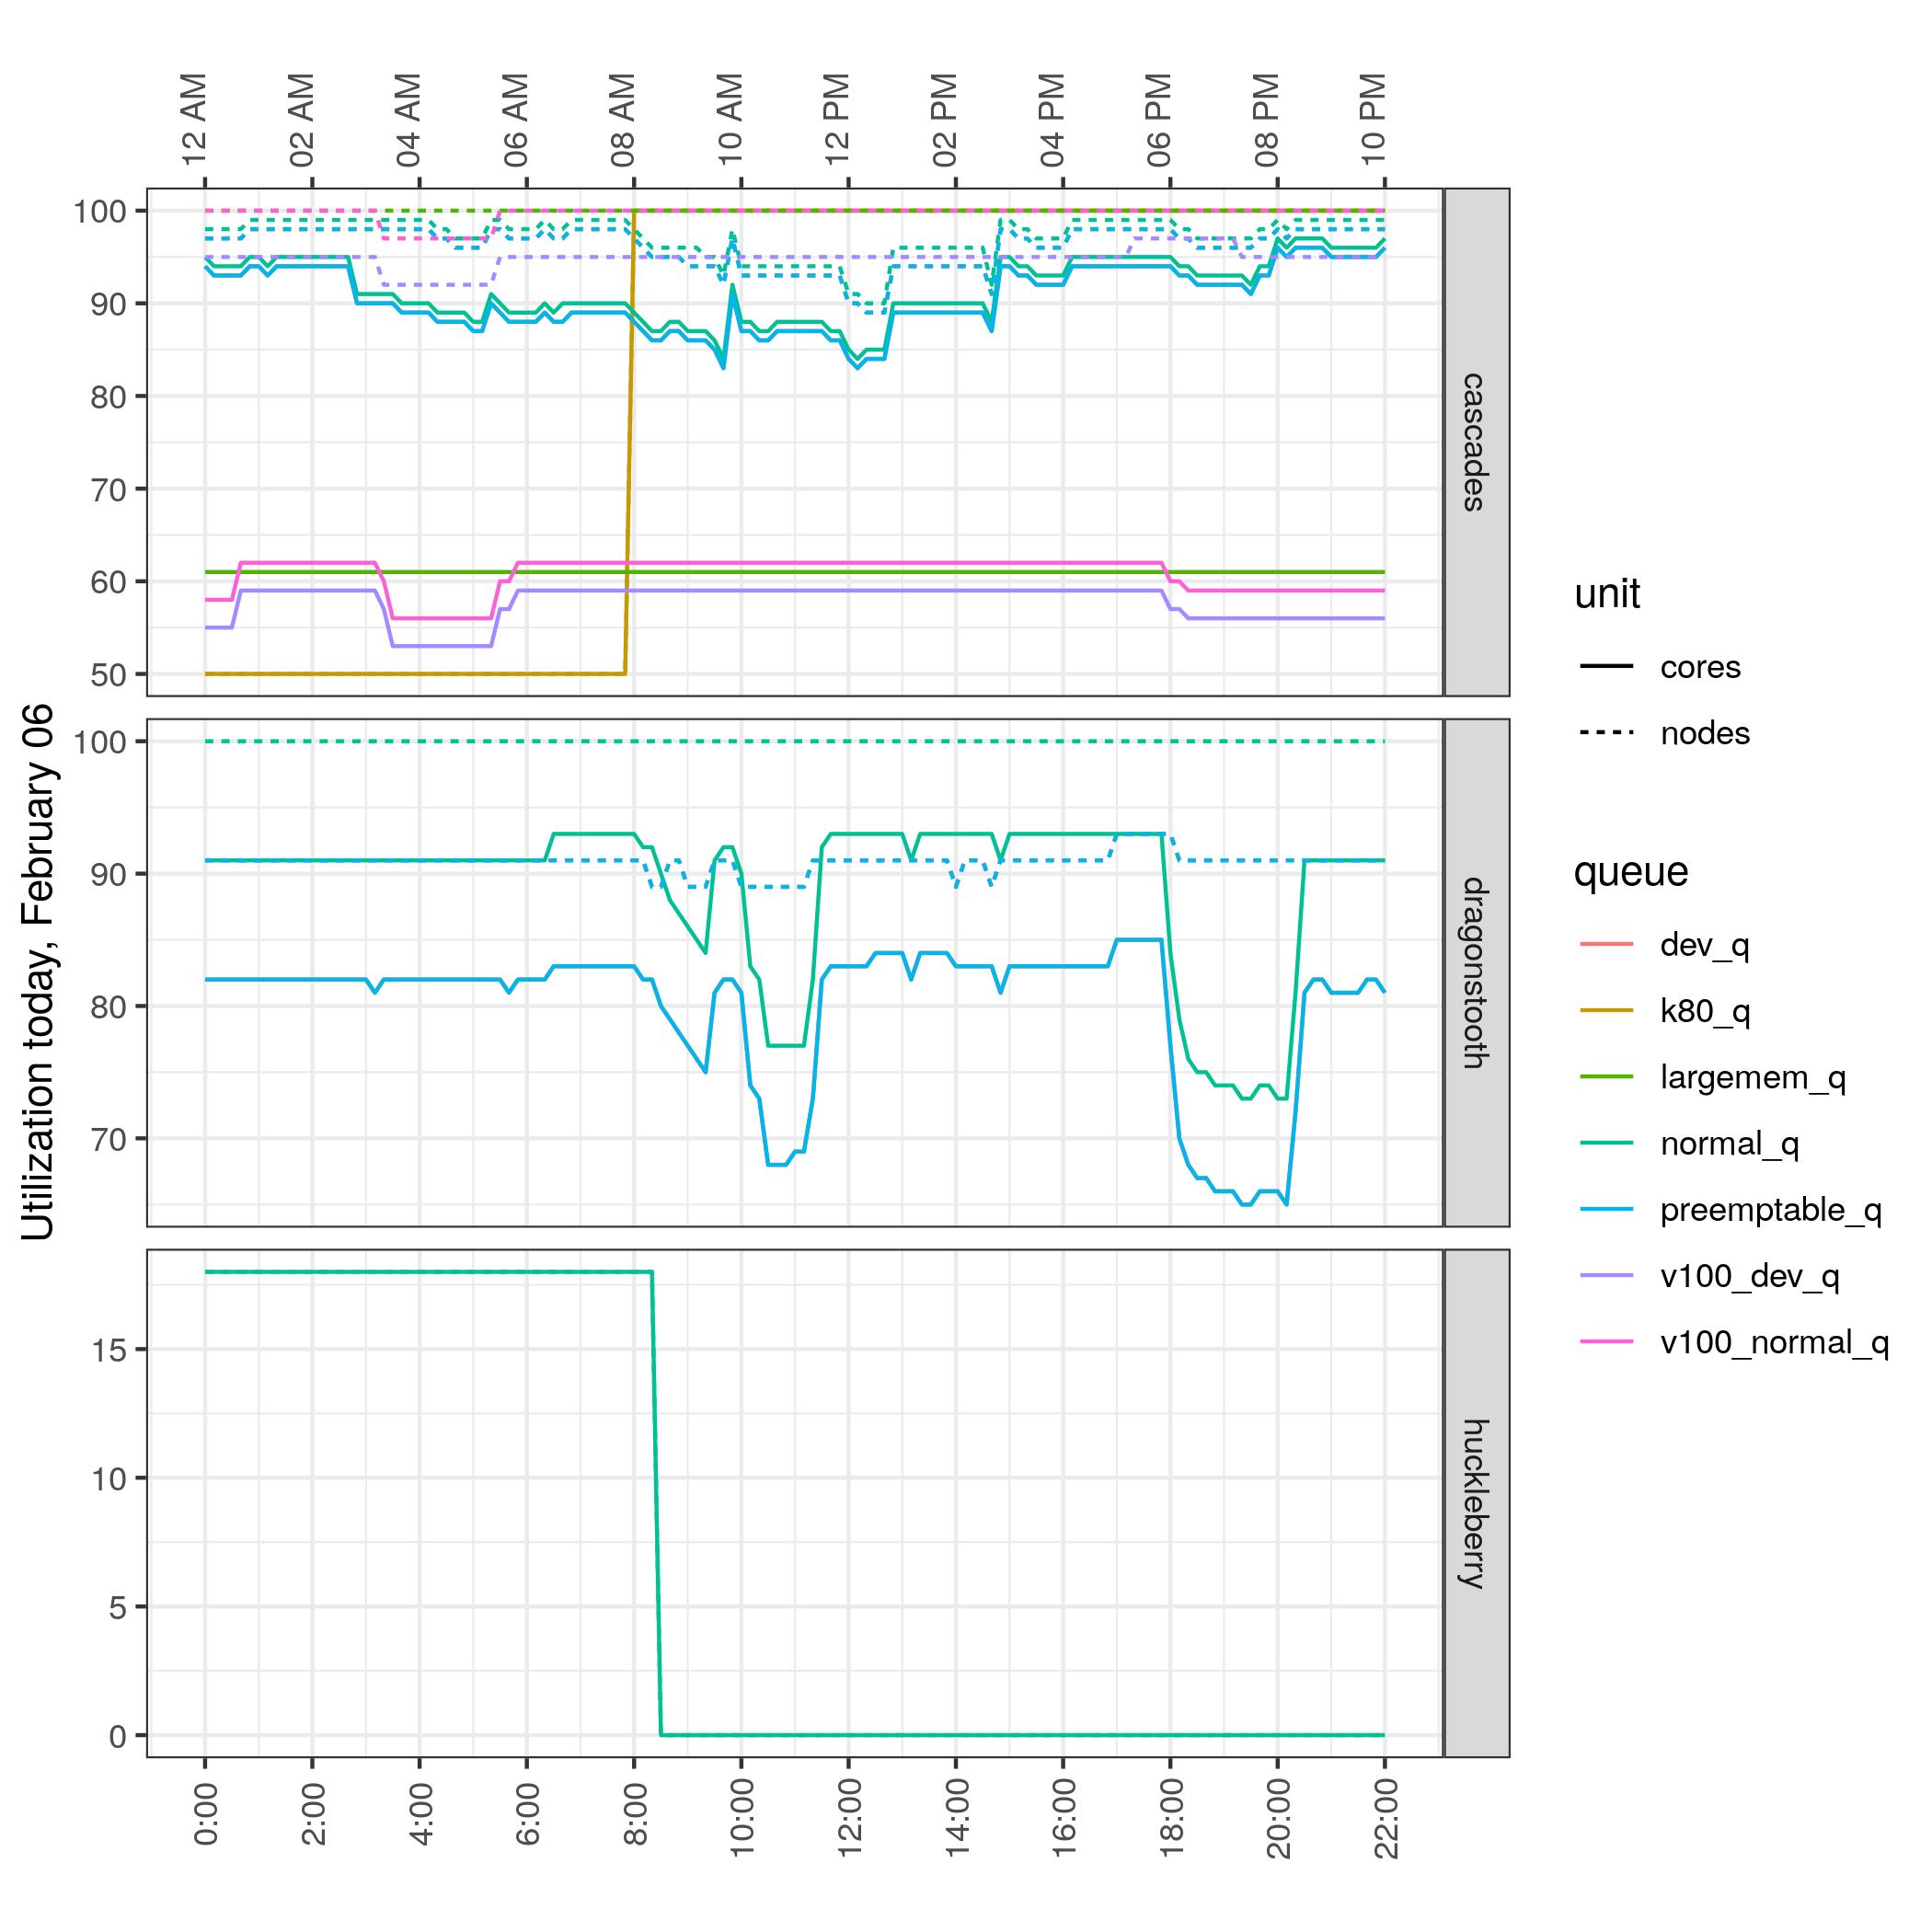 12 AM 02 AM 04 AM 06 AM 08 AM 10 AM 12 PM 02 PM 04 PM 06 PM 08 PM 10 PM
Utilization today, February 06
100
90
80
70
60
50
cascades
100
90
80
70
dragonstooth
15
10
5
0
huckleberry
0:00 2:00 4:00 6:00 8:00 10:00 12:00 14:00 16:00 18:00 20:00 22:00
unit
cores
nodes
queue
dev_q
k80_q
largemem_q
normal_q
preemptable_q
v100_dev_q
v100_normal_q